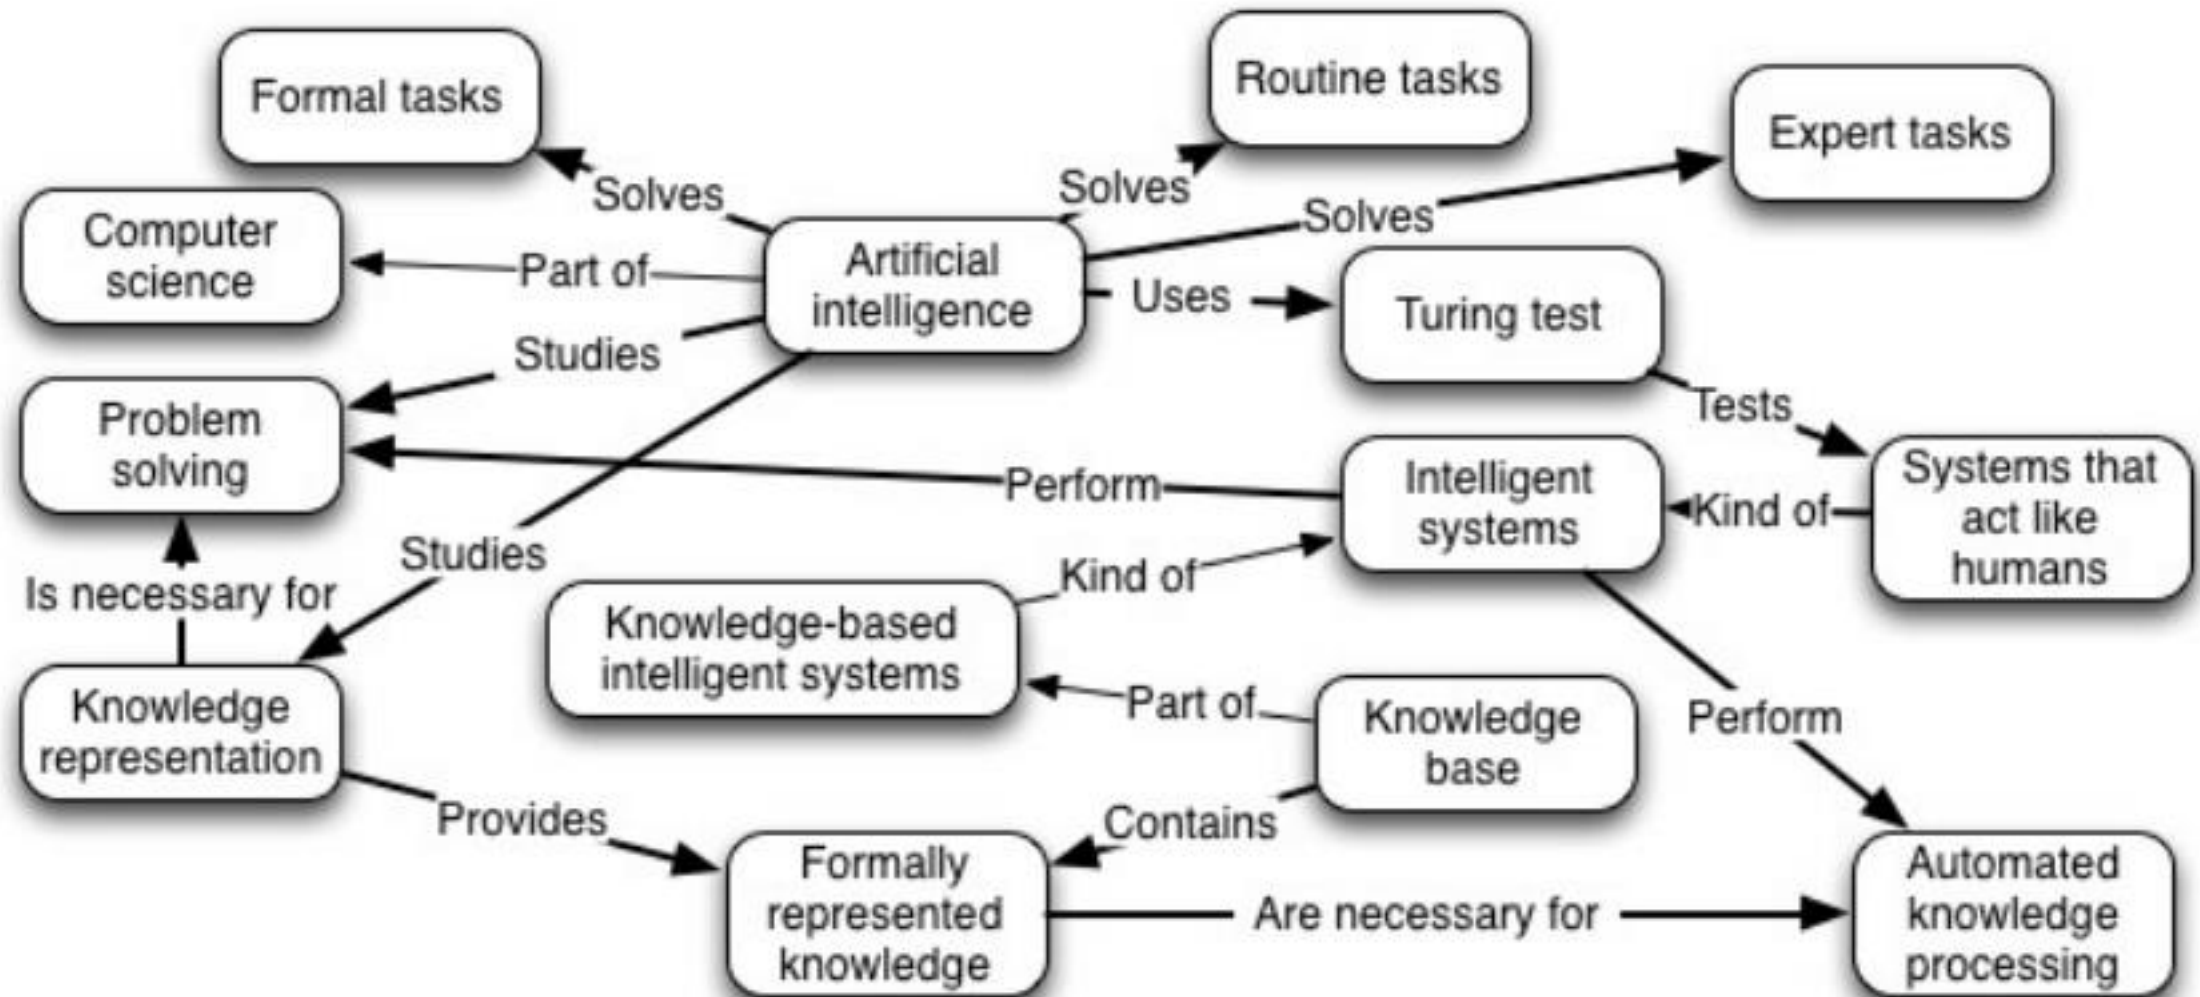 Formal tasks
Routine tasks
Expert tasks
Solves
Solves
Solves
Computer
science
Part of
Artificial
intelligence
Uses
Turing test
Studies
Tests
Problem
solving
Perform
Intelligent
systems
Kind of
Systems that
act like
humans
Studies
Is necessary for
Kind of
Knowledge-based
intelligent systems
Part of
Knowledge
base
Perform
Knowledge
representation
Provides
Contains
Formally
represented
knowledge
Are necessary for
Automated
knowledge
processing